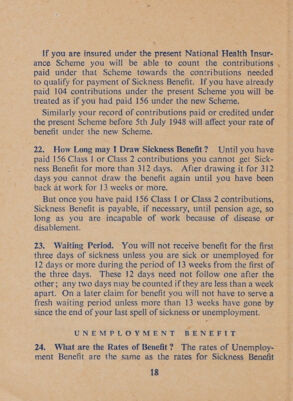 If you are insured under the present National Health Insur-
ance Scheme you will be able to count the contributions
paid under that Scheme towards the contributions needed
to qualify for payment of Sickness Benefit. If you have already
paid 104 contributions under the present Scheme you will be
treated as if you had paid 156 under the new Scheme.
Similarly your record of contributions paid or credited under
the present Scheme before 5th July 1948 will affect your rate of
benefit under the new Scheme.
22. How Long may I Draw Sickness Benefit? Until you have
paid 156 Class 1 or Class 2 contributions you cannot get Sick-
ness Benefit for more than 312 days. After drawing it for 312
days you cannot draw the benefit again until you have been
back at work for 13 weeks or more.
But once you have paid 156 Class 1 or Class 2 contributions,
Sickness Benefit is payable, if necessary, until pension age, so
long as you are incapable of work because of disease or
disablement.
23. Waiting Period. You will not receive benefit for the first
three days of sickness unless you are sick or unemployed for
12 days or more during the period of 13 weeks from the first of
the three days. These 12 days need not follow one after the
other; any two days may be counted if they are less than a week
apart. On a later claim for benefit you will not have to serve a
fresh waiting period unless more than 13 weeks have gone by
since the end of your last spell of sickness or unemployment.
UNEMPLOYMENT BENEFIT
24. What are the Rates of Benefit? The rates of Unemploy-
ment Benefit are the same as the rates for Sickness Benefit
18